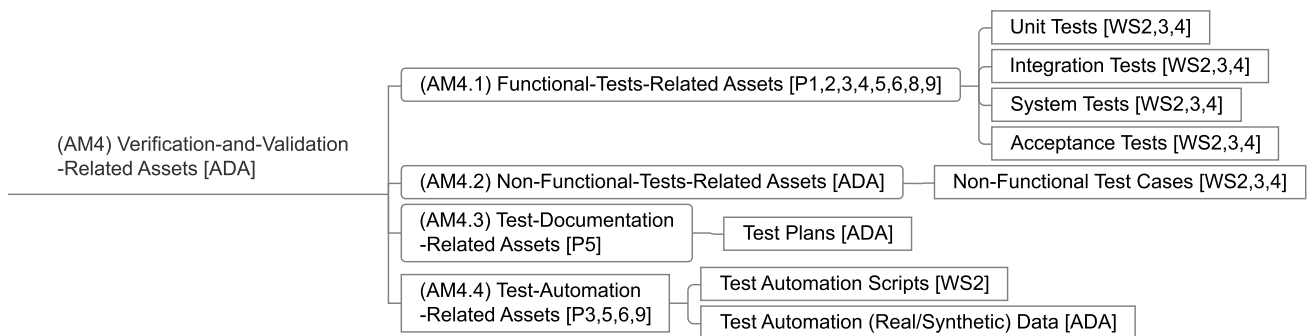 (AM4) Verification-and-Validation
-Related Assets [ADA]
(AM4.1) Functional-Tests-Related Assets [P1,2,3,4,5,6,8,9]
Unit Tests [WS2,3,4]
Integration Tests [WS2,3,4]
System Tests [WS2,3,4]
Acceptance Tests [WS2,3,4]
(AM4.2) Non-Functional-Tests-Related Assets [ADA]
Non-Functional Test Cases [WS2,3,4]
(AM4.3) Test-Documentation
-Related Assets [P5]
Test Plans [ADA]
(AM4.4) Test-Automation
-Related Assets [P3,5,6,9]
Test Automation Scripts [WS2]
Test Automation (Real/Synthetic) Data [ADA]